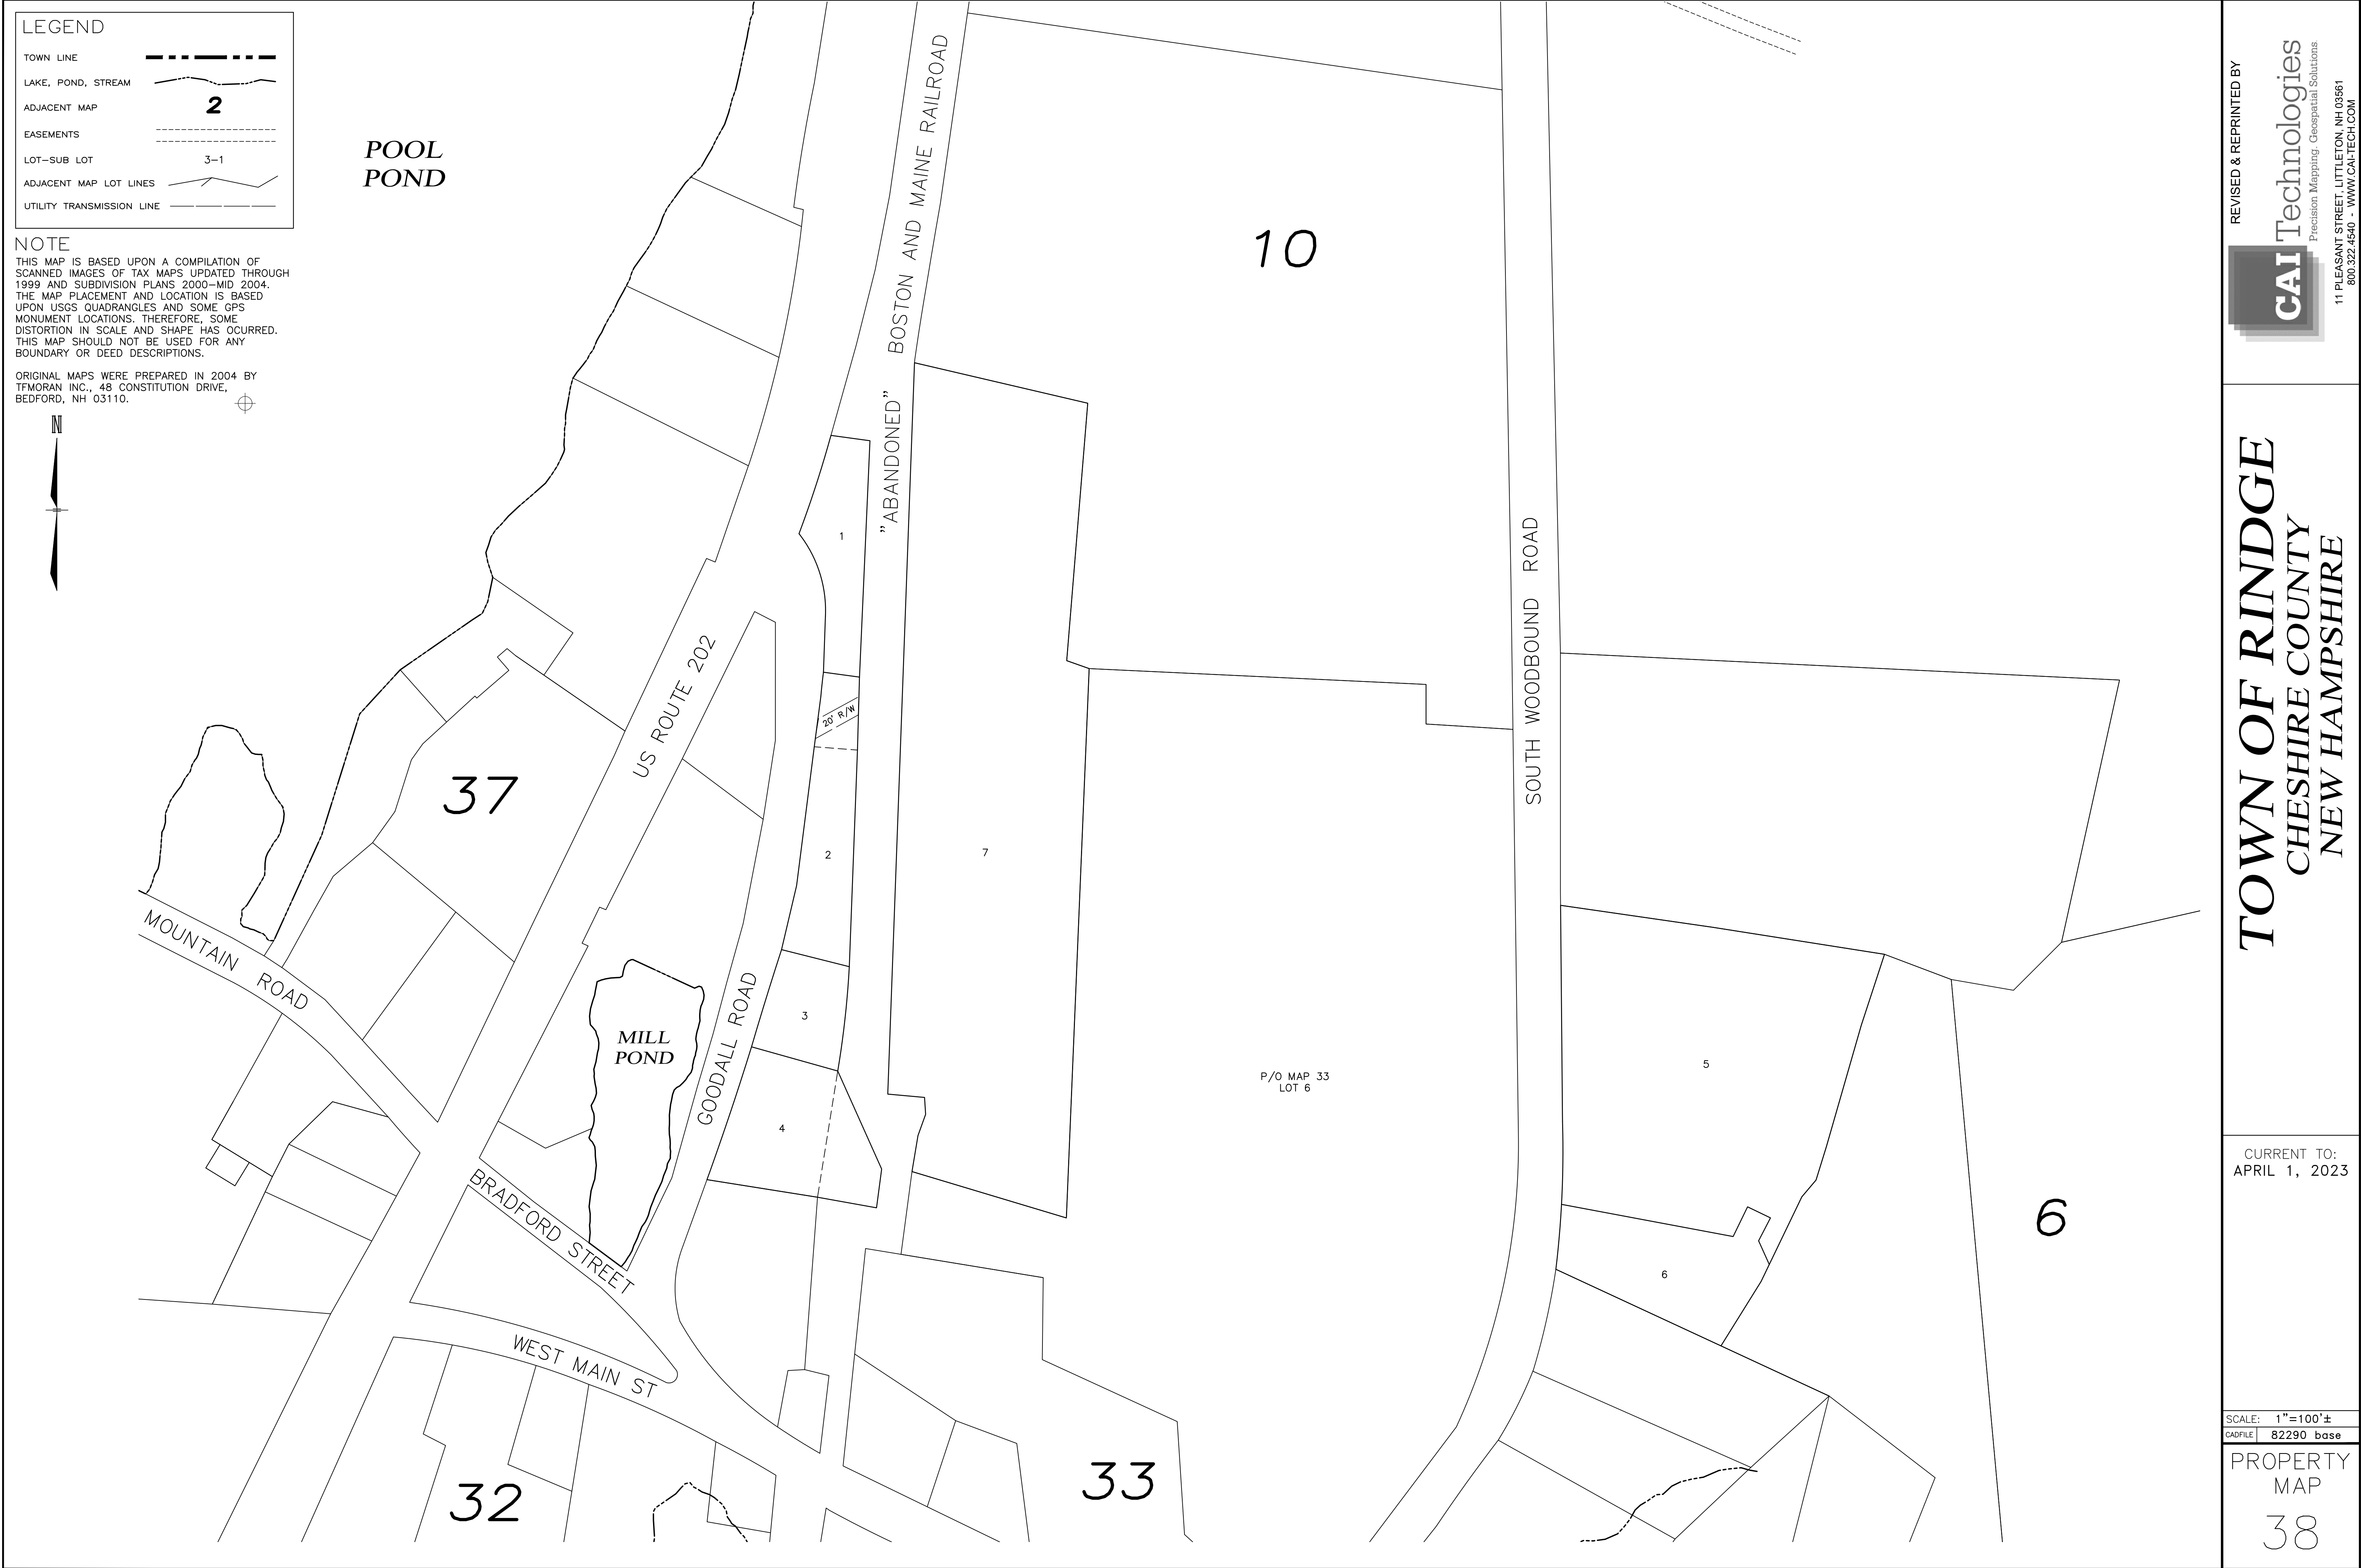 LEGEND
TOWN LINE
LAKE, POND, STREAM
ADJACENT MAP 2
EASEMENTS
LOT-SUB LOT 3-1
ADJACENT MAP LOT LINES
UTILITY TRANSMISSION LINE
NOTE
THIS MAP IS BASED UPON A COMPILATION OF
SCANNED IMAGES OF TAX MAPS UPDATED THROUGH
1999 AND SUBDIVISION PLANS 2000-MID 2004.
THE MAP PLACEMENT AND LOCATION IS BASED
UPON USGS QUADRANGLES AND SOME GPS
MONUMENT LOCATIONS. THEREFORE, SOME
DISTORTION IN SCALE AND SHAPE HAS OCURRED.
THIS MAP SHOULD NOT BE USED FOR ANY
BOUNDARY OR DEED DESCRIPTIONS.
ORIGINAL MAPS WERE PREPARED IN 2004 BY
TFMORAN INC., 48 CONSTITUTION DRIVE,
BEDFORD, NH 03110.
N
POOL
POND
"ABANDONED" BOSTON AND MAINE RAILROAD
10
1
US ROUTE 202
20' R/W
SOUTH WOODBOUND ROAD
37
2
7
MOUNTAIN ROAD
MILL
POND
GOODALL ROAD
3
4
P/O MAP 33
LOT 6
5
6
6
BRADFORD STREET
WEST MAIN ST
32
33
REVISED & REPRINTED BY
CAI Technologies
Precision Mapping. Geospatial Solutions.
11 PLEASANT STREET, LITTLETON, NH 03561
800.322.4540 - WWW.CAI-TECH.COM
TOWN OF RINDGE
CHESHIRE COUNTY
NEW HAMPSHIRE
CURRENT TO:
APRIL 1, 2023
SCALE: 1"=100'±
CADFILE 82290 base
PROPERTY
MAP
38